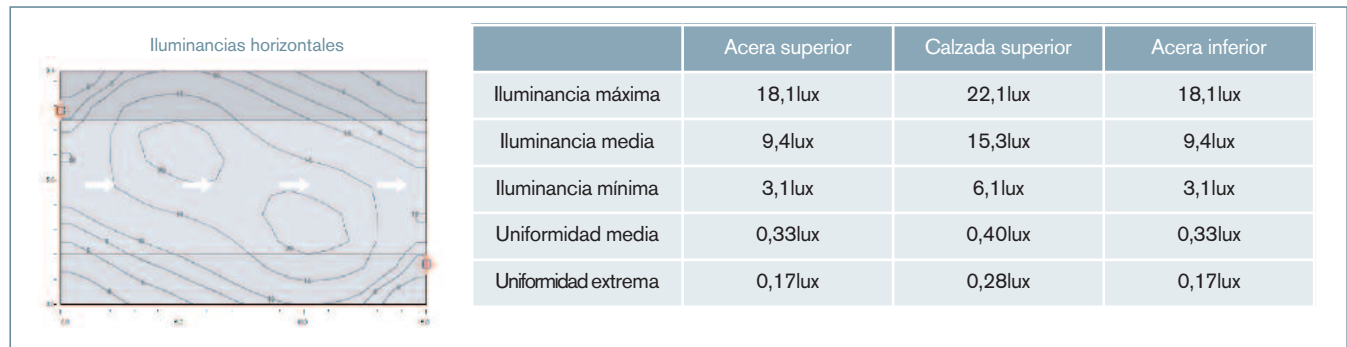 Iluminancias horizontales
Acera superior Calzada superior Acera inferior
Iluminancia máxima 18,1lux 22,1lux 18,1lux
Iluminancia media 9,4lux 15,3lux 9,4lux
Iluminancia mínima 3,1lux 6,1lux 3,1lux
Uniformidad media 0,33lux 0,40lux 0,33lux
Uniformidad extrema 0,17lux 0,28lux 0,17lux